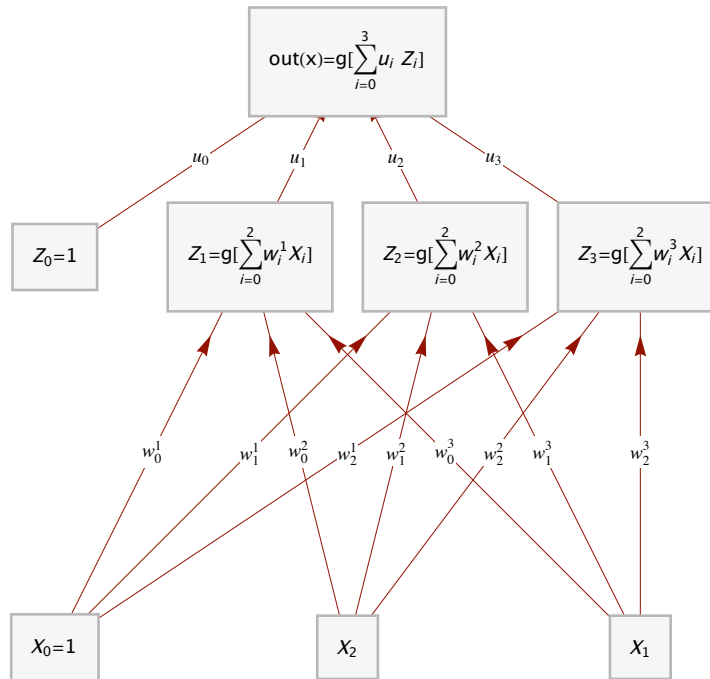 out(x)=g[∑_{i=0}^{3} u_i Z_i]
u_0 u_1 u_2 u_3
Z_0=1 Z_1=g[∑_{i=0}^{2} w_i^1 X_i] Z_2=g[∑_{i=0}^{2} w_i^2 X_i] Z_3=g[∑_{i=0}^{2} w_i^3 X_i]
w_0^1 w_1^1 w_0^2 w_2^1 w_1^2 w_0^3 w_2^2 w_1^3 w_2^3
X_0=1 X_2 X_1